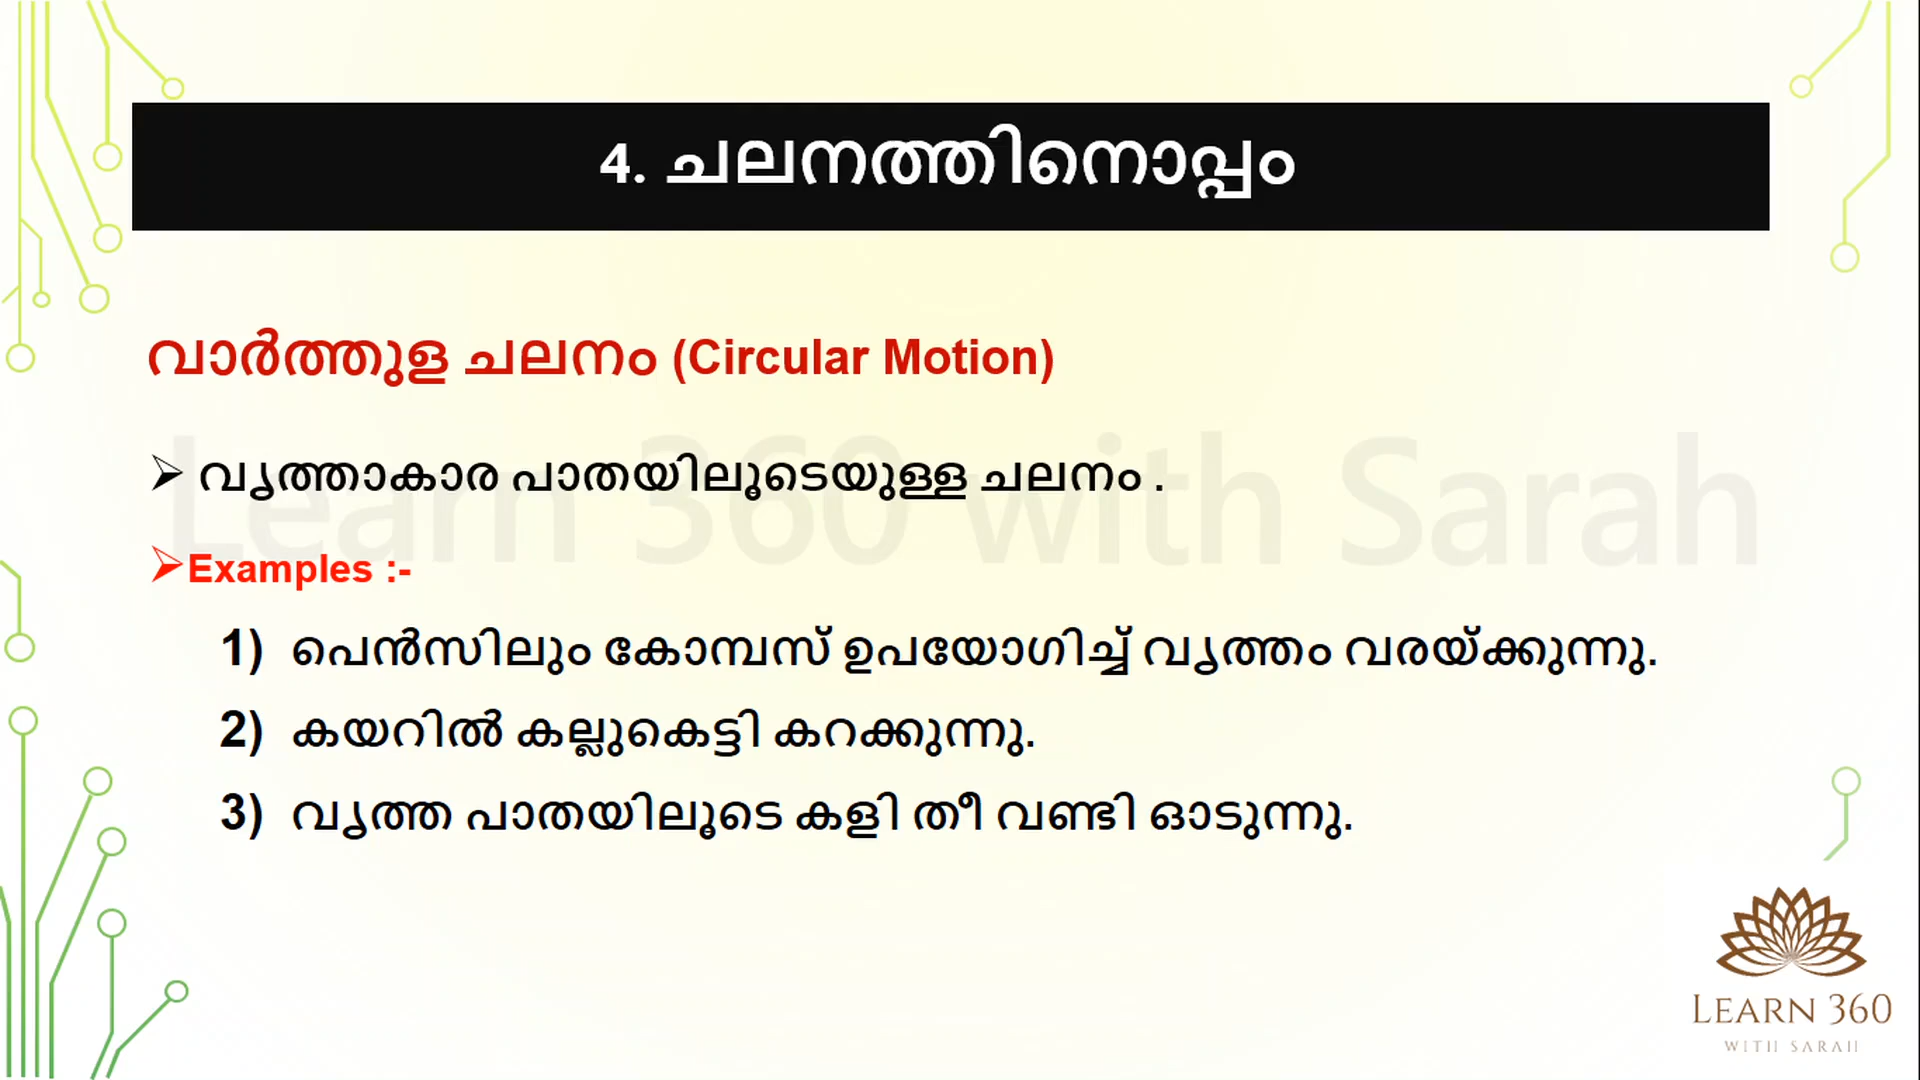 4. ചലനത്തിനൊപ്പം
വാർത്തുള ചലനം (Circular Motion)
➢ വൃത്താകാര പാതയിലൂടെയുള്ള ചലനം .
Learn 360 with Sarah
➢Examples :-
1) പെൻസിലും കോമ്പസ് ഉപയോഗിച്ച് വൃത്തം വരയ്ക്കുന്നു.
2) കയറിൽ കല്ലുകെട്ടി കറക്കുന്നു.
3) വൃത്ത പാതയിലൂടെ കളി തീ വണ്ടി ഓടുന്നു.
LEARN 360
WITH SARAH